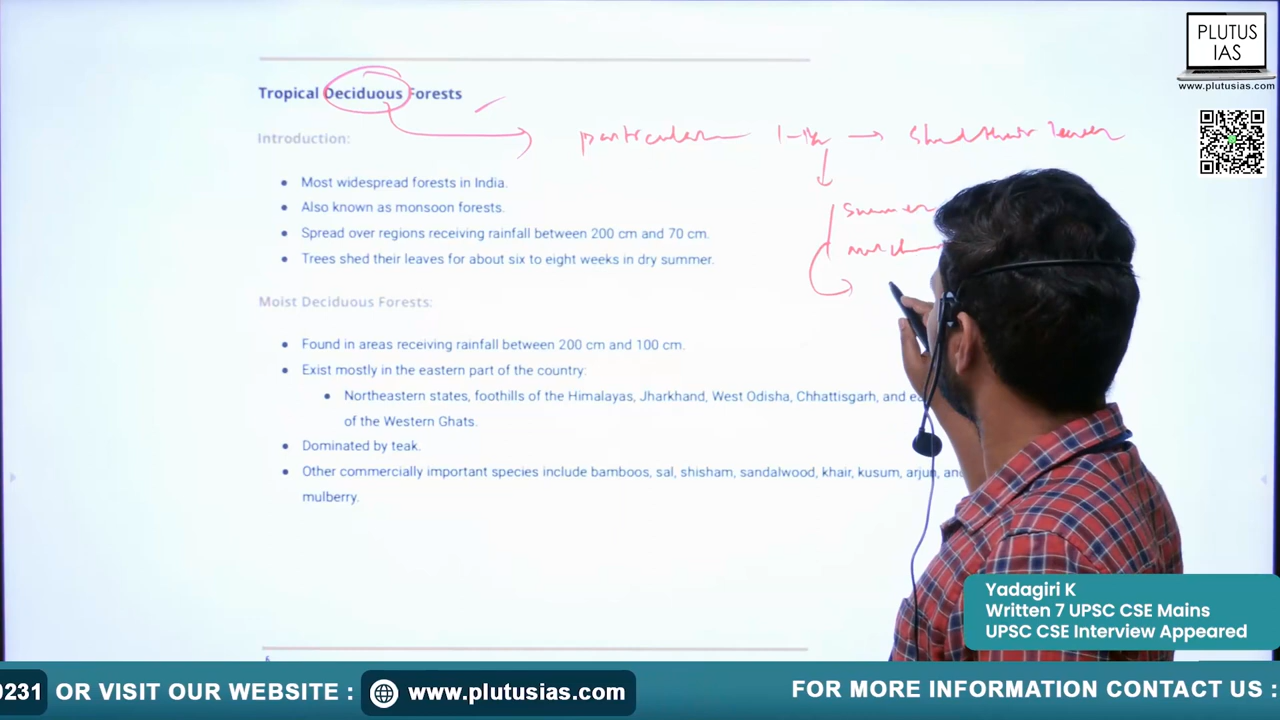 PLUTUS
IAS
www.plutusias.com
Tropical Deciduous Forests
particular → shed their leaves
Introduction:
Most widespread forests in India.
Also known as monsoon forests.
summer
Spread over regions receiving rainfall between 200 cm and 70 cm.
Trees shed their leaves for about six to eight weeks in dry summer.
Moist Deciduous Forests:
Found in areas receiving rainfall between 200 cm and 100 cm.
Exist mostly in the eastern part of the country:
Northeastern states, foothills of the Himalayas, Jharkhand, West Odisha, Chhattisgarh, and
of the Western Ghats.
Dominated by teak.
Other commercially important species include bamboos, sal, shisham, sandalwood, khair, kusum, arjun, and
mulberry.
Yadagiri K
Written 7 UPSC CSE Mains
UPSC CSE Interview Appeared
0231 OR VISIT OUR WEBSITE : www.plutusias.com FOR MORE INFORMATION CONTACT US :